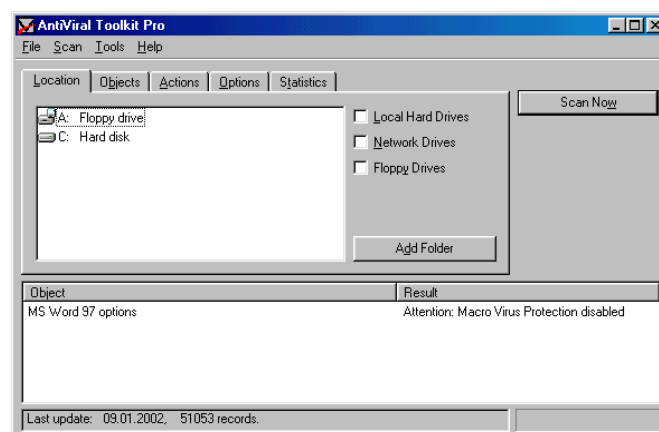 AntiViral Toolkit Pro
File Scan Tools Help
Location Objects Actions Options Statistics
Scan Now
A: Floppy drive
C: Hard disk
Local Hard Drives
Network Drives
Floppy Drives
Add Folder
Object Result
MS Word 97 options Attention: Macro Virus Protection disabled
Last update: 09.01.2002, 51053 records.